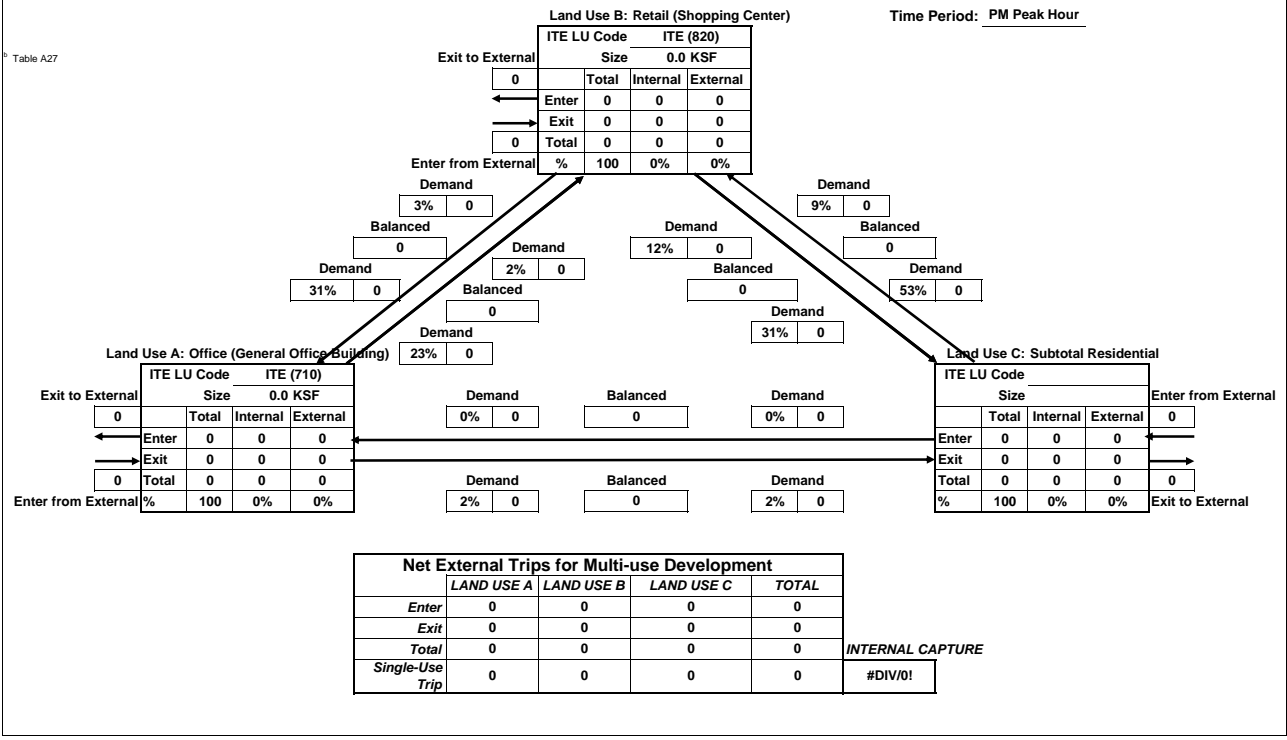 Land Use B: Retail (Shopping Center)
Time Period: PM Peak Hour
b Table A27
ITE LU Code ITE (820)
Exit to External Size 0.0 KSF
0 Total Internal External
Enter 0 0 0
Exit 0 0 0
0 Total 0 0 0
Enter from External % 100 0% 0%
Demand
3% 0
Balanced
0
Demand
31% 0
Demand
2% 0
Balanced
0
Demand
23% 0
Demand
12% 0
Balanced
0
Demand
31% 0
Demand
9% 0
Balanced
0
Demand
53% 0
Land Use A: Office (General Office Building)
ITE LU Code ITE (710)
Exit to External Size 0.0 KSF
0 Total Internal External
Enter 0 0 0
Exit 0 0 0
0 Total 0 0 0
Enter from External % 100 0% 0%
Demand Balanced Demand
0% 0 0 0% 0
Demand Balanced Demand
2% 0 0 2% 0
Land Use C: Subtotal Residential
ITE LU Code
Size Enter from External
Total Internal External 0
Enter 0 0 0
Exit 0 0 0
Total 0 0 0 0
% 100 0% 0% Exit to External
Net External Trips for Multi-use Development
LAND USE A LAND USE B LAND USE C TOTAL
Enter 0 0 0 0
Exit 0 0 0 0
Total 0 0 0 0 INTERNAL CAPTURE
Single-Use
Trip 0 0 0 0 #DIV/0!